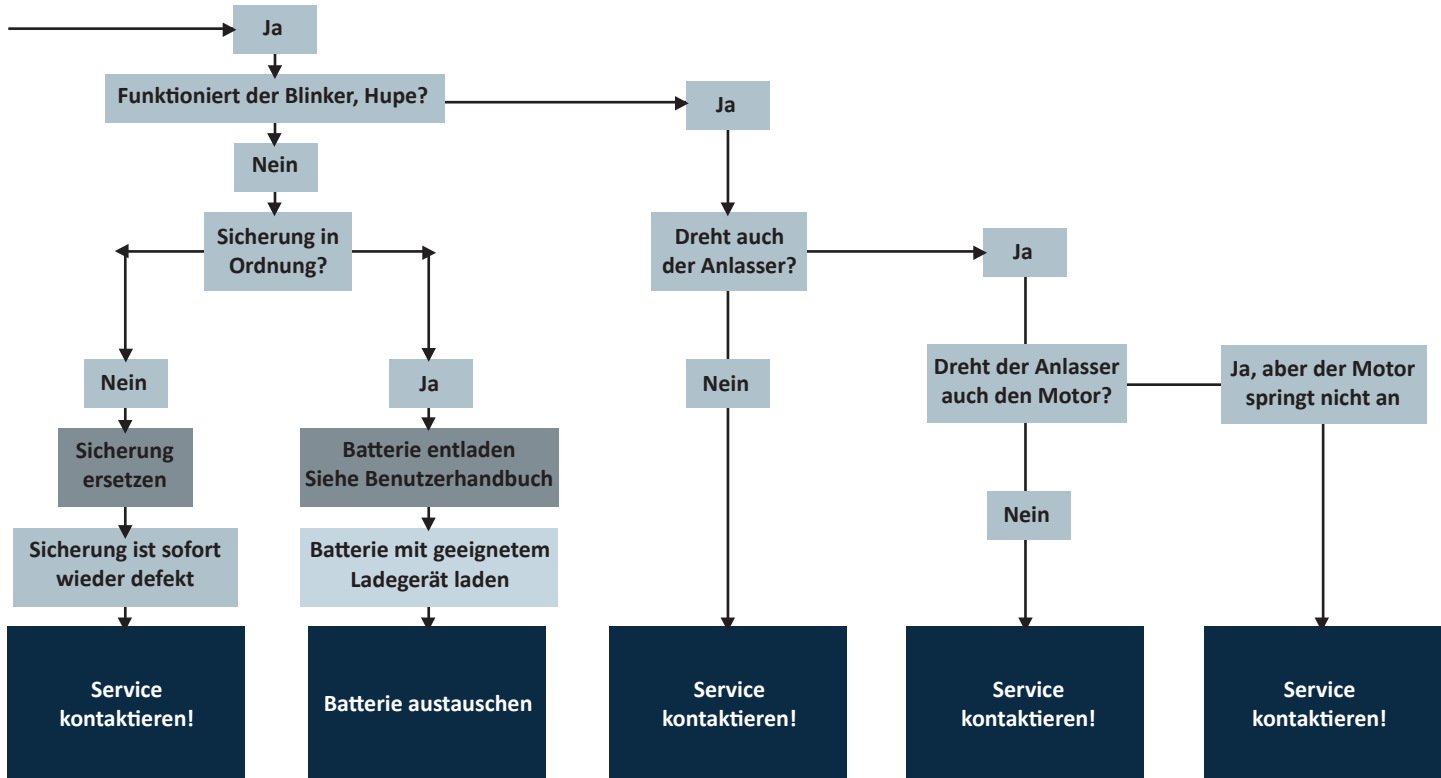 Ja
Funktioniert der Blinker, Hupe?
Ja
Nein
Sicherung in
Ordnung?
Dreht auch
der Anlasser?
Ja
Nein
Ja
Nein
Dreht der Anlasser
auch den Motor?
Ja, aber der Motor
springt nicht an
Sicherung
ersetzen
Batterie entladen
Siehe Benutzerhandbuch
Nein
Sicherung ist sofort
wieder defekt
Batterie mit geeignetem
Ladegerät laden
Service
kontaktieren!
Batterie austauschen
Service
kontaktieren!
Service
kontaktieren!
Service
kontaktieren!